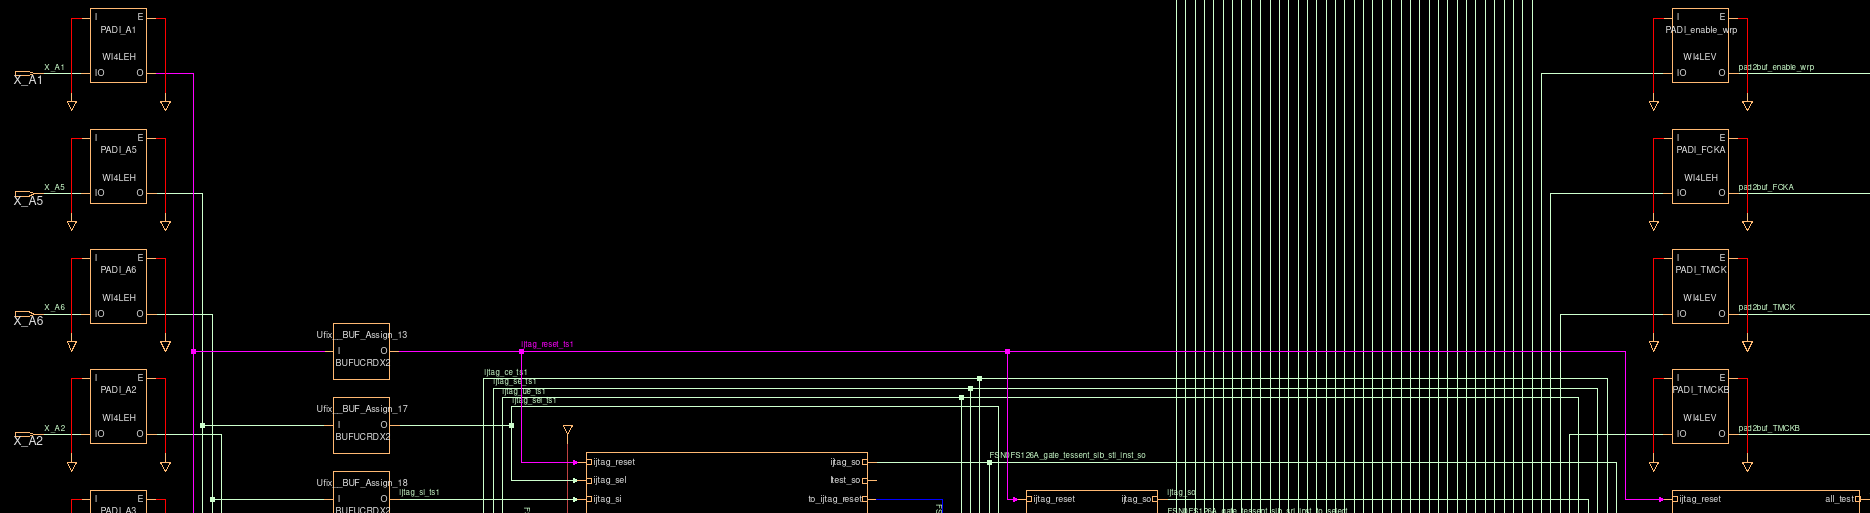 I E
PADI_A1
WI4LEH
X_A1
IO O
X_A1
I E
PADI_A5
WI4LEH
X_A5
IO O
X_A5
I E
PADI_A6
WI4LEH
X_A6
IO O
X_A6
I E
PADI_A2
WI4LEH
X_A2
IO O
X_A2
I E
PADI_A3
Ufix__BUF_Assign_13
I O
BUFUCRDX2
Ufix__BUF_Assign_17
I O
BUFUCRDX2
Ufix__BUF_Assign_18
I O
BUFUCRDX2
ijtag_si_ts1
ijtag_reset_ts1
ijtag_ce_ts1
ijtag_se_ts1
ijtag_ue_ts1
ijtag_sel_ts1
ijtag_reset ijtag_so
ijtag_sel ltest_so
ijtag_si to_ijtag_reset
FSN0FS126A_gate_tessent_sib_sti_inst_so
ijtag_reset ijtag_so
ijtag_so
FSN0FS126A_gate_tessent_sib_sri_inst_to_select
I E
PADI_enable_wrp
WI4LEV
pad2buf_enable_wrp
IO O
I E
PADI_FCKA
WI4LEH
pad2buf_FCKA
IO O
I E
PADI_TMCK
WI4LEV
pad2buf_TMCK
IO O
I E
PADI_TMCKB
WI4LEV
pad2buf_TMCKB
IO O
ijtag_reset all_test